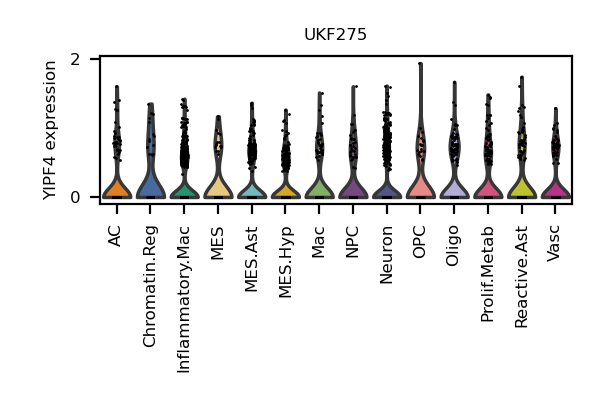 UKF275
YIPF4 expression
2
0
AC
Chromatin.Reg
Inflammatory.Mac
MES
MES.Ast
MES.Hyp
Mac
NPC
Neuron
OPC
Oligo
Prolif.Metab
Reactive.Ast
Vasc